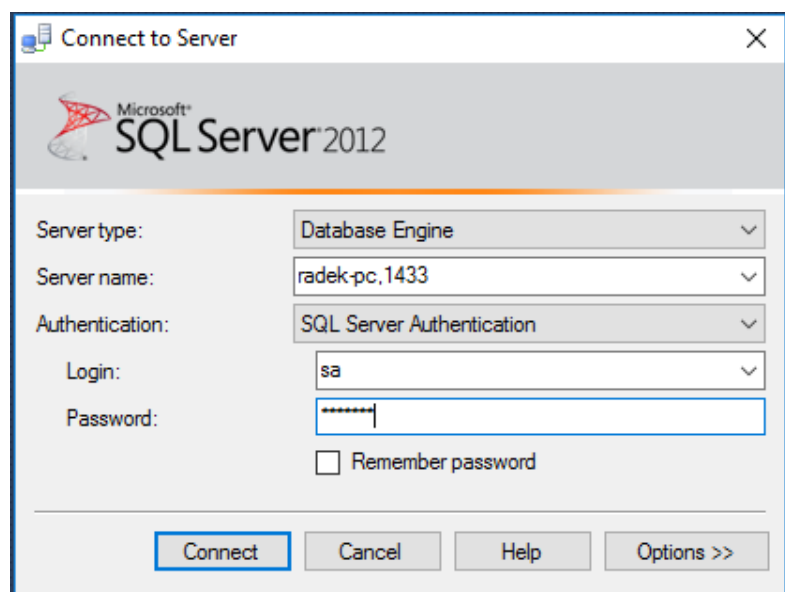 Connect to Server
Microsoft®
SQL Server® 2012
Server type: Database Engine
Server name: radek-pc,1433
Authentication: SQL Server Authentication
Login: sa
Password: *******
Remember password
Connect Cancel Help Options >>